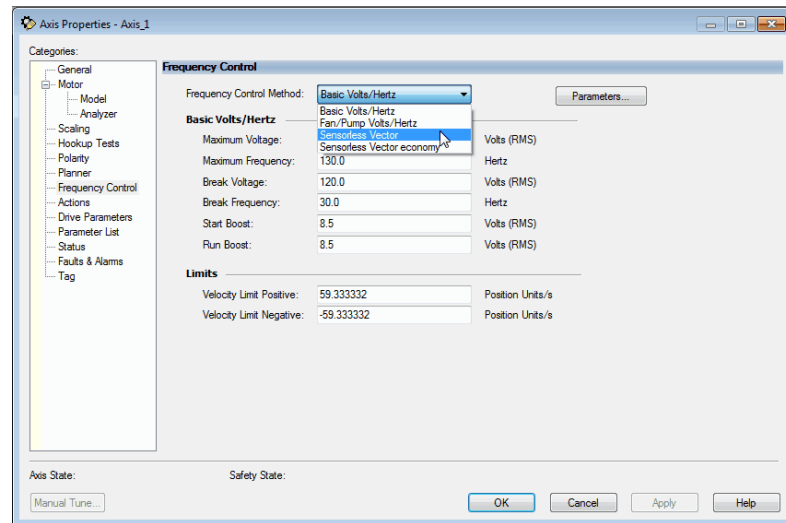 Axis Properties - Axis_1
Categories:
General
Motor
Model
Analyzer
Scaling
Hookup Tests
Polarity
Planner
Frequency Control
Actions
Drive Parameters
Parameter List
Status
Faults & Alarms
Tag
Frequency Control
Frequency Control Method: Basic Volts/Hertz Parameters...
Basic Volts/Hertz
Fan/Pump Volts/Hertz
Sensorless Vector
Sensorless Vector economy
Basic Volts/Hertz
Maximum Voltage: Volts (RMS)
Maximum Frequency: 130.0 Hertz
Break Voltage: 120.0 Volts (RMS)
Break Frequency: 30.0 Hertz
Start Boost: 8.5 Volts (RMS)
Run Boost: 8.5 Volts (RMS)
Limits
Velocity Limit Positive: 59.333332 Position Units/s
Velocity Limit Negative: -59.333332 Position Units/s
Axis State: Safety State:
Manual Tune... OK Cancel Apply Help